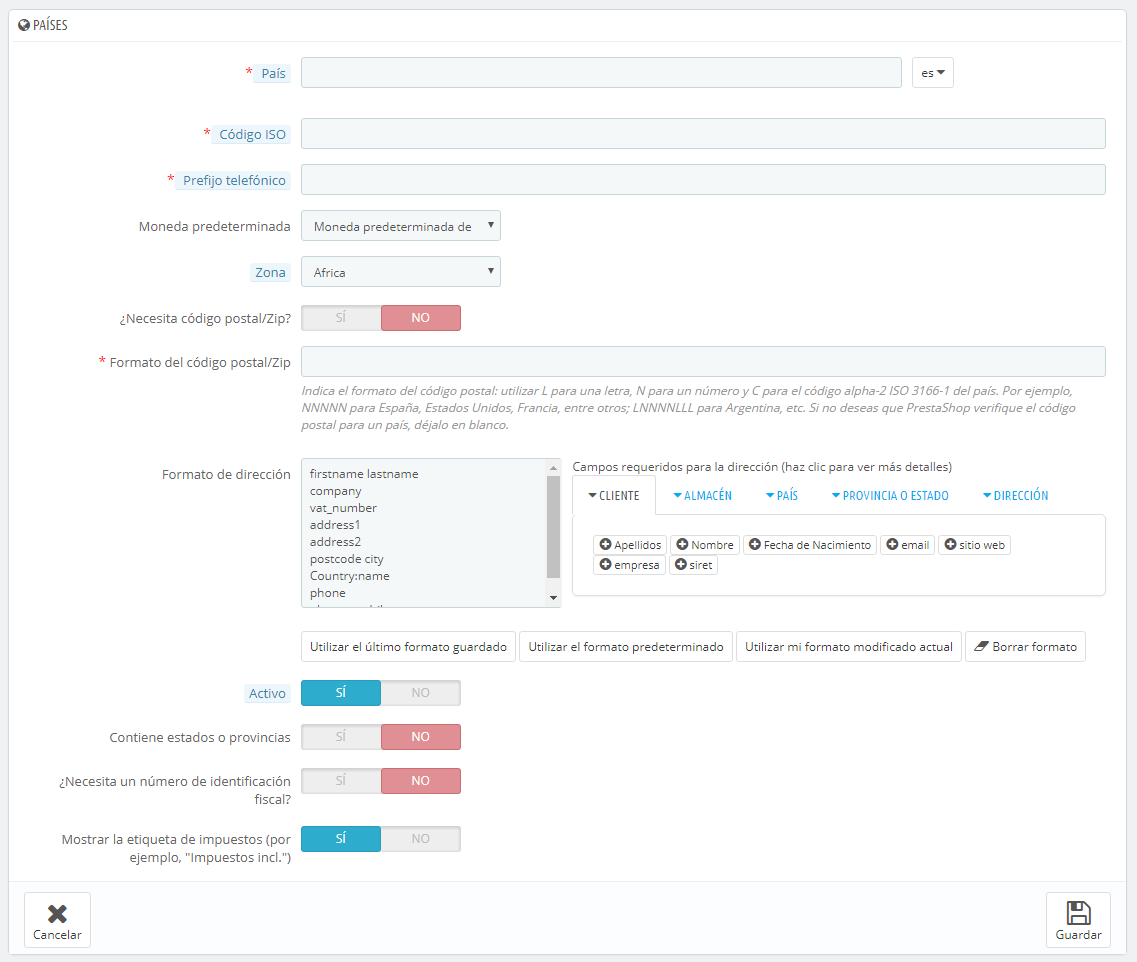 PAÍSES
* País
es
* Código ISO
* Prefijo telefónico
Moneda predeterminada
Moneda predeterminada de
Zona
Africa
¿Necesita código postal/Zip?
SÍ
NO
* Formato del código postal/Zip
Indica el formato del código postal: utilizar L para una letra, N para un número y C para el código alpha-2 ISO 3166-1 del país. Por ejemplo,
NNNNN para España, Estados Unidos, Francia, entre otros; LNNNNLLL para Argentina, etc. Si no deseas que PrestaShop verifique el código
postal para un país, déjalo en blanco.
Formato de dirección
firstname lastname
company
vat_number
address1
address2
postcode city
Country:name
phone
Campos requeridos para la dirección (haz clic para ver más detalles)
CLIENTE
ALMACÉN
PAÍS
PROVINCIA O ESTADO
DIRECCIÓN
Apellidos
Nombre
Fecha de Nacimiento
email
sitio web
empresa
siret
Utilizar el último formato guardado
Utilizar el formato predeterminado
Utilizar mi formato modificado actual
Borrar formato
Activo
SÍ
NO
Contiene estados o provincias
SÍ
NO
¿Necesita un número de identificación
fiscal?
SÍ
NO
Mostrar la etiqueta de impuestos (por
ejemplo, "Impuestos incl.")
SÍ
NO
Cancelar
Guardar